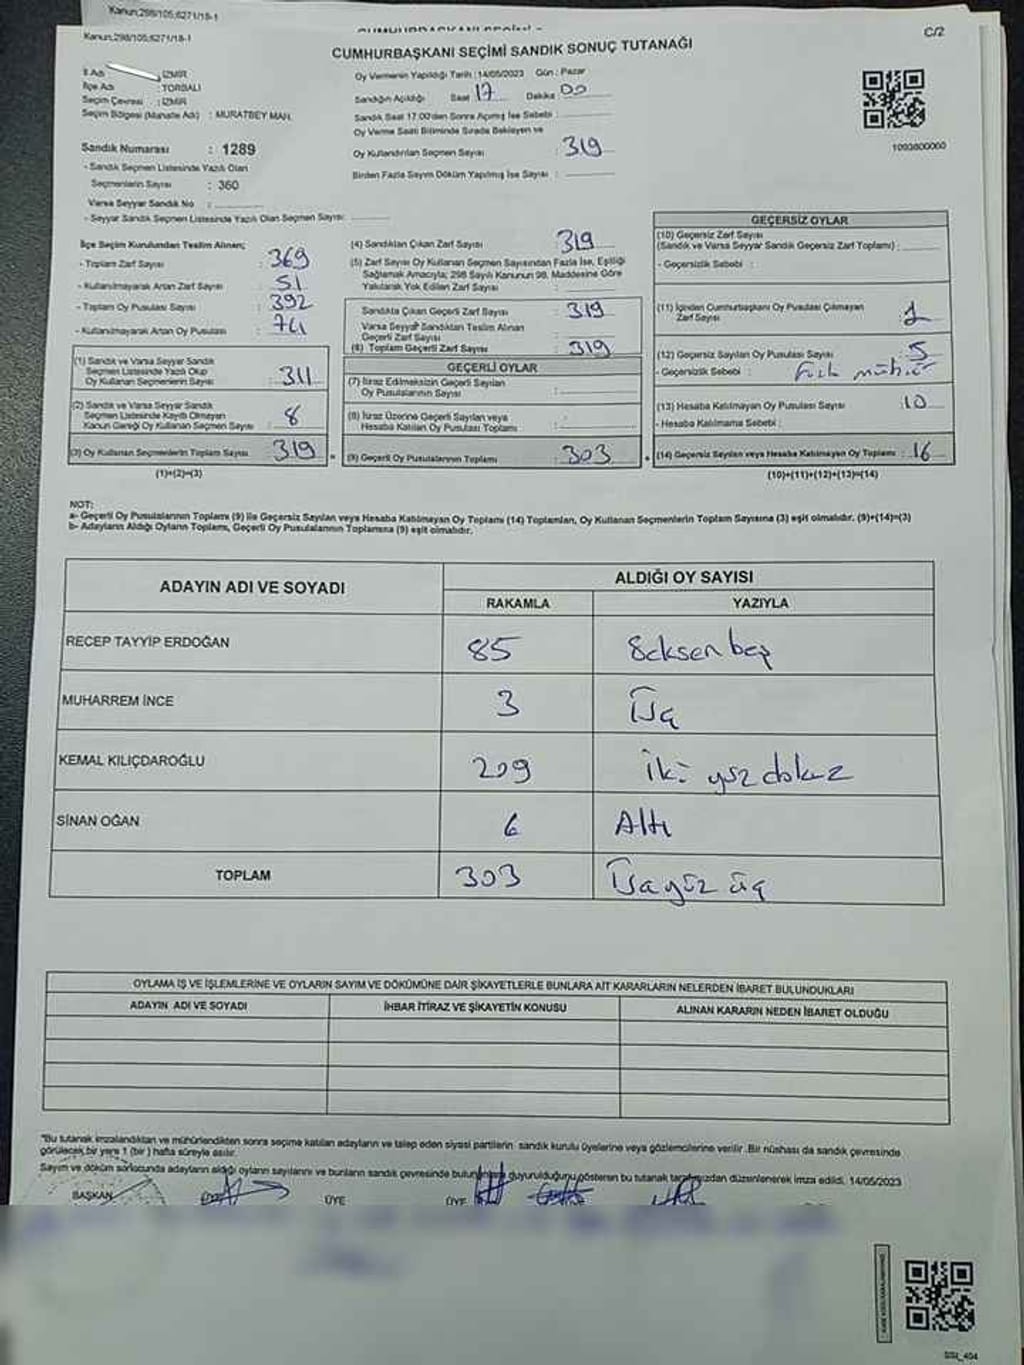 Kanun;298/105;6271/18-1
Kanun;298/105;6271/18-1
C/2
CUMHURBAŞKANI SEÇİMİ SANDIK SONUÇ TUTANAĞI
İl Adı : İZMİR
İlçe Adı : TORBALI
Seçim Çevresi : İZMİR
Seçim Bölgesi (Mahalle Adı) : MURATBEY MAH.
Sandık Numarası : 1289
- Sandık Seçmen Listesinde Yazılı Olan
Seçmenlerin Sayısı : 360
Varsa Seyyar Sandık No :
- Seyyar Sandık Seçmen Listesinde Yazılı Olan Seçmen Sayısı:
Oy Vermenin Yapıldığı Tarih :14/05/2023 Gün : Pazar
Sandığın Açıldığı Saat 17 Dakika 00
Sandık Saat 17:00'den Sonra Açılmış İse Sebebi :
Oy Verme Saati Bitiminde Sırada Bekleyen ve
Oy Kullandırılan Seçmen Sayısı : 319
Birden Fazla Sayım Döküm Yapılmış İse Sayısı :
1093800000
İlçe Seçim Kurulundan Teslim Alınan;
- Toplam Zarf Sayısı : 369
- Kullanılmayarak Artan Zarf Sayısı : 51
- Toplam Oy Pusulası Sayısı : 392
- Kullanılmayarak Artan Oy Pusulası : 74
(1) Sandık ve Varsa Seyyar Sandık
Seçmen Listesinde Yazılı Olup
Oy Kullanan Seçmenlerin Sayısı : 311
(2) Sandık ve Varsa Seyyar Sandık
Seçmen Listesinde Kaydı Olmayan
Kanun Gereği Oy Kullanan Seçmen Sayısı : 8
(3) Oy Kullanan Seçmenlerin Toplam Sayısı : 319
(1)+(2)=(3)
(4) Sandıktan Çıkan Zarf Sayısı : 319
(5) Zarf Sayısı Oy Kullanan Seçmen Sayısından Fazla İse, Eşitliği
Sağlamak Amacıyla; 298 Sayılı Kanunun 98. Maddesine Göre
Yakılarak Yok Edilen Zarf Sayısı :
Sandıkta Çıkan Geçerli Zarf Sayısı : 319
Varsa Seyyar Sandıktan Teslim Alınan
Geçerli Zarf Sayısı :
(6) Toplam Geçerli Zarf Sayısı : 319
GEÇERLİ OYLAR
(7) İtiraz Edilmeksizin Geçerli Sayılan
Oy Pusulalarının Sayısı :
(8) İtiraz Üzerine Geçerli Sayılan veya
Hesaba Katılan Oy Pusulası Toplamı :
(9) Geçerli Oy Pusulalarının Toplamı : 303
GEÇERSİZ OYLAR
(10) Geçersiz Zarf Sayısı
(Sandık ve Varsa Seyyar Sandık Geçersiz Zarf Toplamı) :
- Geçersizlik Sebebi :
(11) İçinden Cumhurbaşkanı Oy Pusulası Çıkmayan
Zarf Sayısı : 1
(12) Geçersiz Sayılan Oy Pusulası Sayısı : 5
- Geçersizlik Sebebi : mühür
(13) Hesaba Katılmayan Oy Pusulası Sayısı : 10
- Hesaba Katılmama Sebebi :
(14) Geçersiz Sayılan veya Hesaba Katılmayan Oy Toplamı : 16
(10)+(11)+(12)+(13)=(14)
NOT:
a- Geçerli Oy Pusulalarının Toplamı (9) ile Geçersiz Sayılan veya Hesaba Katılmayan Oy Toplamı (14) Toplamları, Oy Kullanan Seçmenlerin Toplam Sayısına (3) eşit olmalıdır. (9)+(14)=(3)
b- Adayların Aldığı Oyların Toplamı, Geçerli Oy Pusulalarının Toplamına (9) eşit olmalıdır.
ADAYIN ADI VE SOYADI
ALDIĞI OY SAYISI
RAKAMLA YAZIYLA
RECEP TAYYİP ERDOĞAN 85 Seksen beş
MUHARREM İNCE 3 Üç
KEMAL KILIÇDAROĞLU 209 iki yüz dokuz
SİNAN OĞAN 6 Altı
TOPLAM 303 Üçyüz üç
OYLAMA İŞ VE İŞLEMLERİNE VE OYLARIN SAYIM VE DÖKÜMÜNE DAİR ŞİKAYETLERLE BUNLARA AİT KARARLARIN NELERDEN İBARET BULUNDUKLARI
ADAYIN ADI VE SOYADI İHBAR İTİRAZ VE ŞİKAYETİN KONUSU ALINAN KARARIN NEDEN İBARET OLDUĞU
"Bu tutanak imzalandıktan ve mühürlendikten sonra seçime katılan adayların ve talep eden siyasi partilerin sandık kurulu üyelerine veya gözlemcilerine verilir. Bir nüshası da sandık çevresinde
görülecek bir yere 1 (bir) hafta süreyle asılır.
Sayım ve döküm sonucunda adayların aldığı oyların sayılarını ve bunların sandık çevresinde duyurulduğunu gösteren bu tutanak tarafımızdan düzenlenerek imza edildi. 14/05/2023
BAŞKAN ÜYE ÜYE